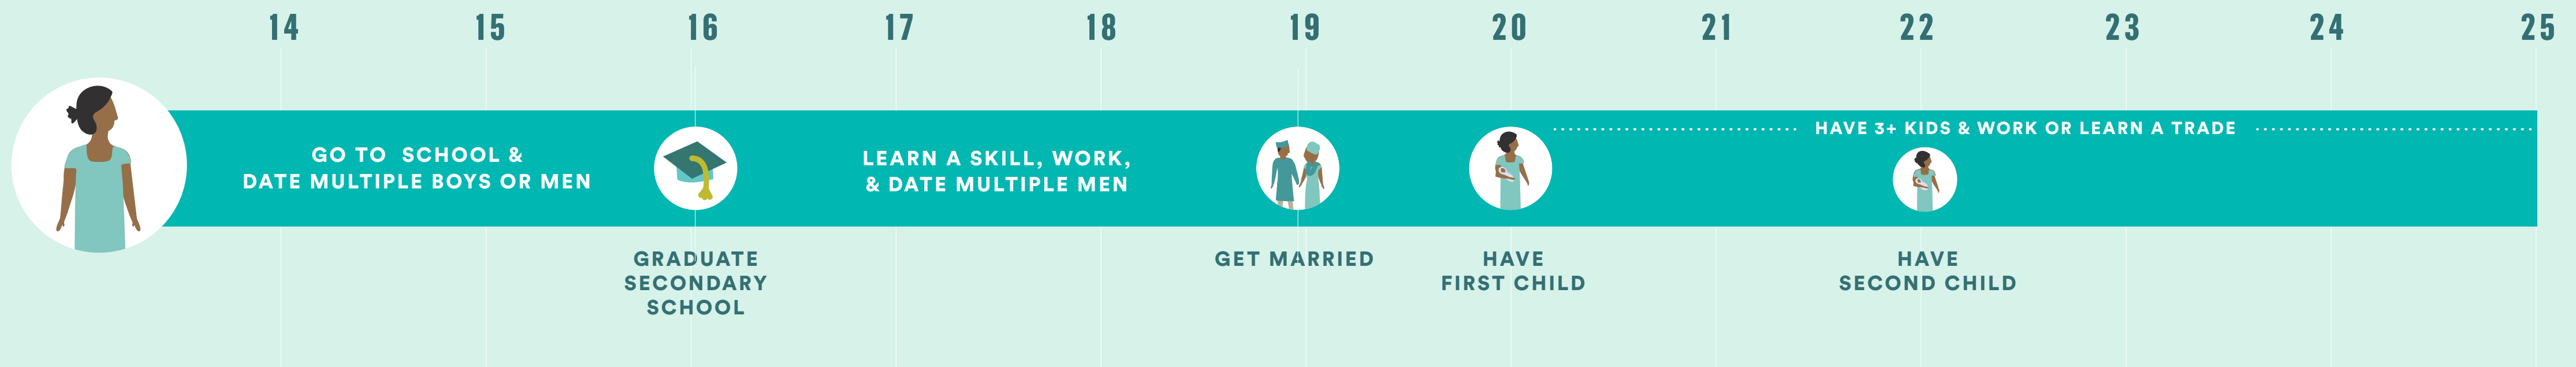 14 15 16 17 18 19 20 21 22 23 24 25
HAVE 3+ KIDS & WORK OR LEARN A TRADE
GO TO SCHOOL &
DATE MULTIPLE BOYS OR MEN
LEARN A SKILL, WORK,
& DATE MULTIPLE MEN
GRADUATE
SECONDARY
SCHOOL
GET MARRIED
HAVE
FIRST CHILD
HAVE
SECOND CHILD